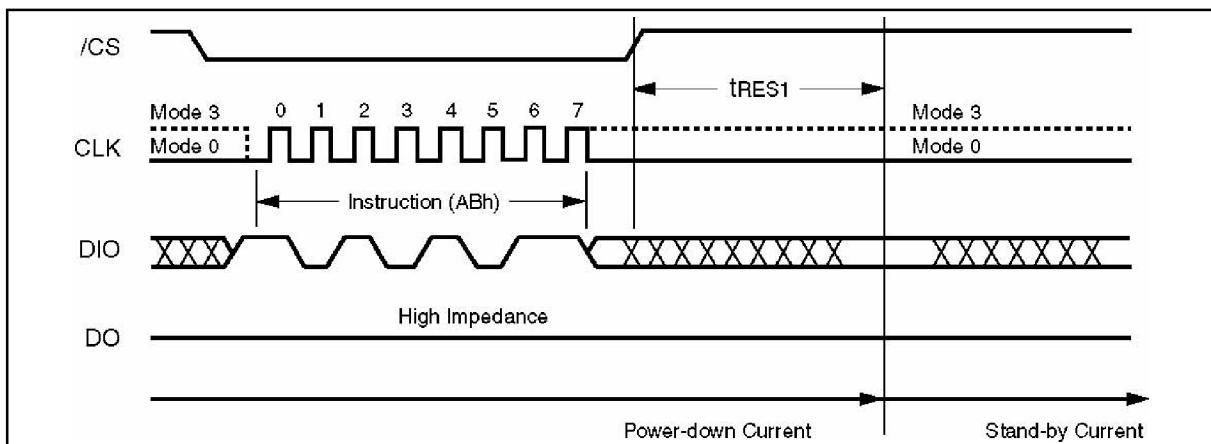 /CS
tRES1
Mode 3 0 1 2 3 4 5 6 7 Mode 3
CLK Mode 0 Mode 0
Instruction (ABh)
DIO
High Impedance
DO
Power-down Current Stand-by Current